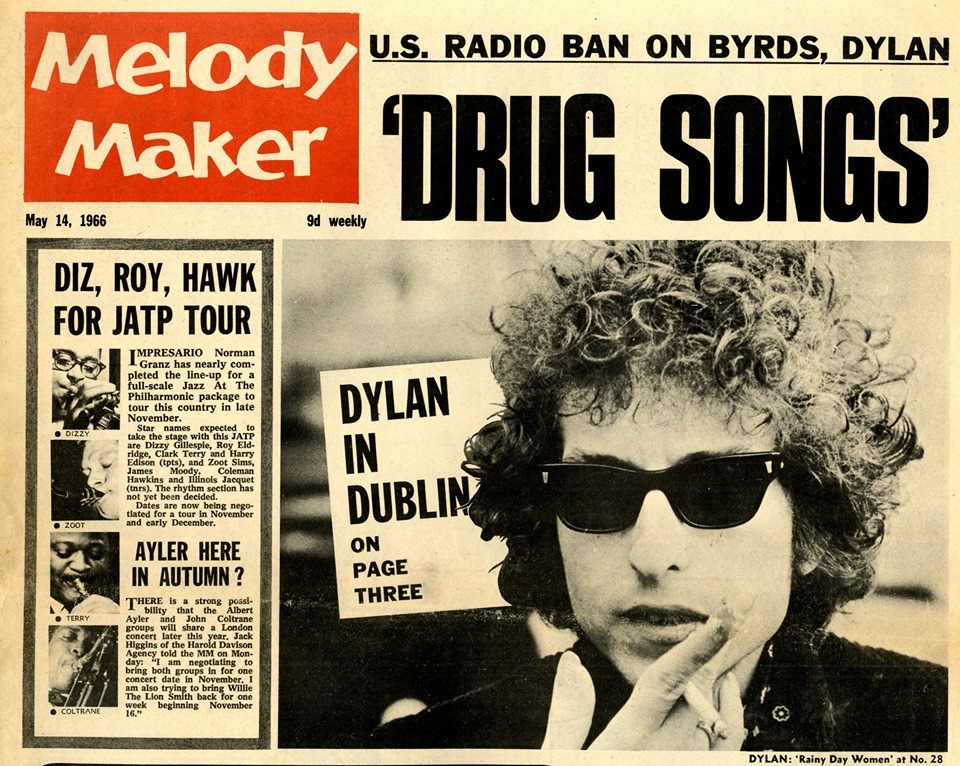 Melody
Maker
U.S. RADIO BAN ON BYRDS, DYLAN
'DRUG SONGS'
May 14, 1966
9d weekly
DIZ, ROY, HAWK
FOR JATP TOUR
IMPRESARIO Norman
Granz has nearly com-
pleted the line-up for a
full-scale Jazz At The
Philharmonic package to
tour this country in late
November.
Star names expected to
take the stage with this JATP
are Dizzy Gillespie, Roy Eld-
ridge, Clark Terry and Harry
Edison (tpts), and Zoot Sims,
James Moody, Coleman
Hawkins and Illinois Jacquet
(tnrs). The rhythm section has
not yet been decided.
Dates are now being nego-
tiated for a tour in November
and early December.
● DIZZY
● ZOOT
AYLER HERE
IN AUTUMN?
THERE is a strong possi-
bility that the Albert
Ayler and John Coltrane
groups will share a London
concert later this year. Jack
Higgins of the Harold Davison
Agency told the MM on Mon-
day: "I am negotiating to
bring both groups in for one
concert date in November. I
am also trying to bring Willie
The Lion Smith back for one
week beginning November
16."
● TERRY
● COLTRANE
DYLAN
IN
DUBLIN
ON
PAGE
THREE
DYLAN: 'Rainy Day Women' at No. 28